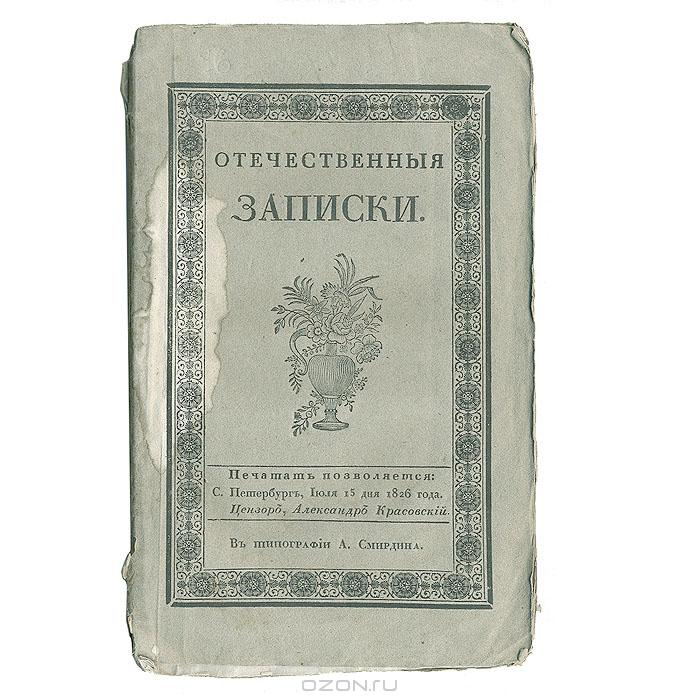 ОТЕЧЕСТВЕННЫЯ
ЗАПИСКИ.
Печатать позволяется:
С. Петербургъ, Іюля 15 дня 1826 года.
Цензоръ, Александръ Красовскій.
Въ типографіи А. Смирдина.
OZON.ru